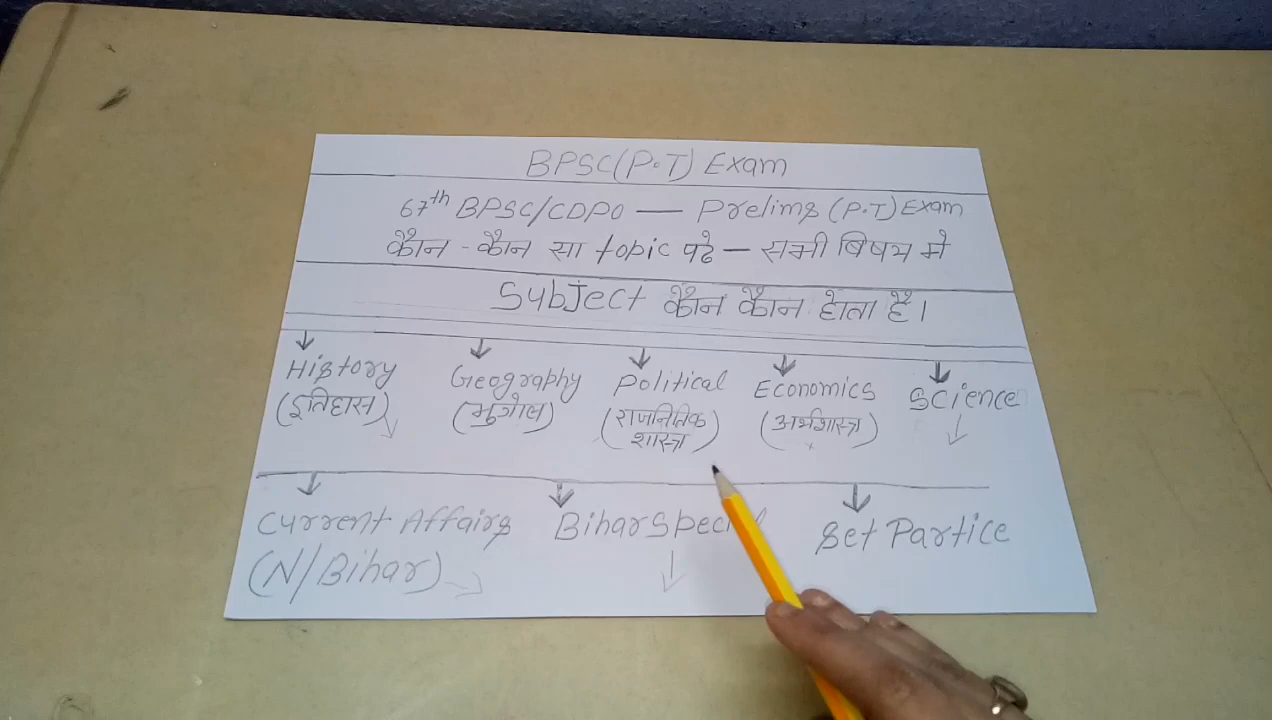 BPSC(P.T) Exam
67th BPSC/CDPO — Prelims (P.T) Exam
कौन - कौन सा topic पढे – सभी बिषय मे
Subject कौन कौन होता है।
History Geography Political Economics Science
(इतिहास) (भुगोल) (राजनितिक शास्त्र) (अर्थशास्त्र)
Current Affairs Bihar Special Set Partice
(N/Bihar)